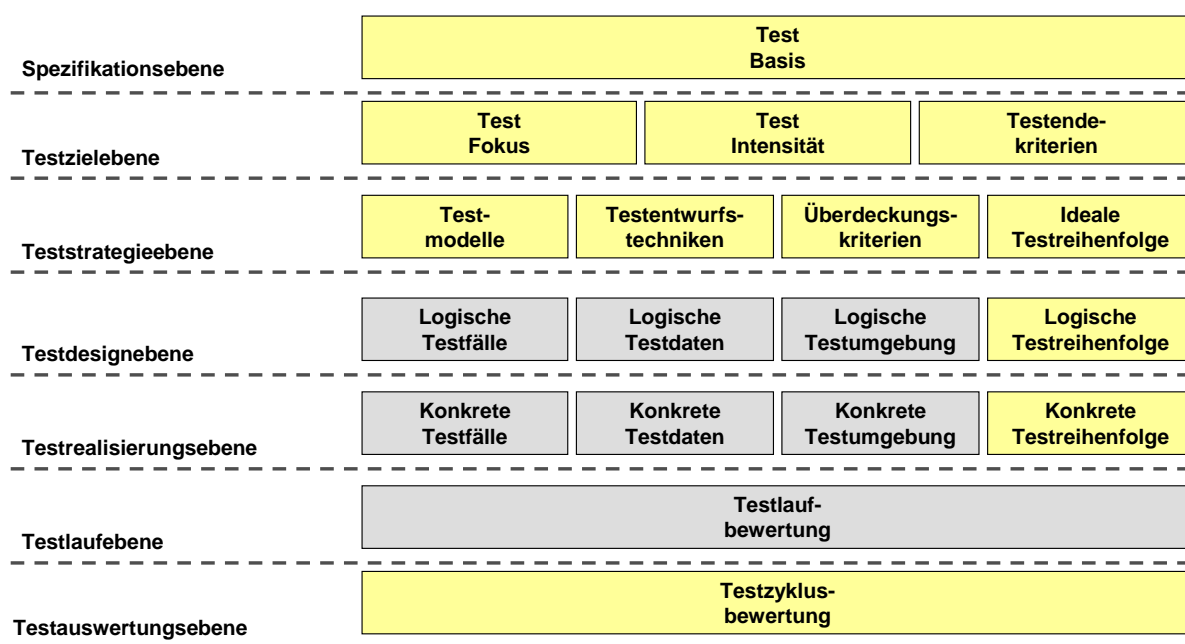 Test
Basis
Spezifikationsebene
Test
Fokus
Test
Intensität
Testende-
kriterien
Testzielebene
Test-
modelle
Testentwurfs-
techniken
Überdeckungs-
kriterien
Ideale
Testreihenfolge
Teststrategieebene
Logische
Testfälle
Logische
Testdaten
Logische
Testumgebung
Logische
Testreihenfolge
Testdesignebene
Konkrete
Testfälle
Konkrete
Testdaten
Konkrete
Testumgebung
Konkrete
Testreihenfolge
Testrealisierungsebene
Testlauf-
bewertung
Testlaufebene
Testzyklus-
bewertung
Testauswertungsebene